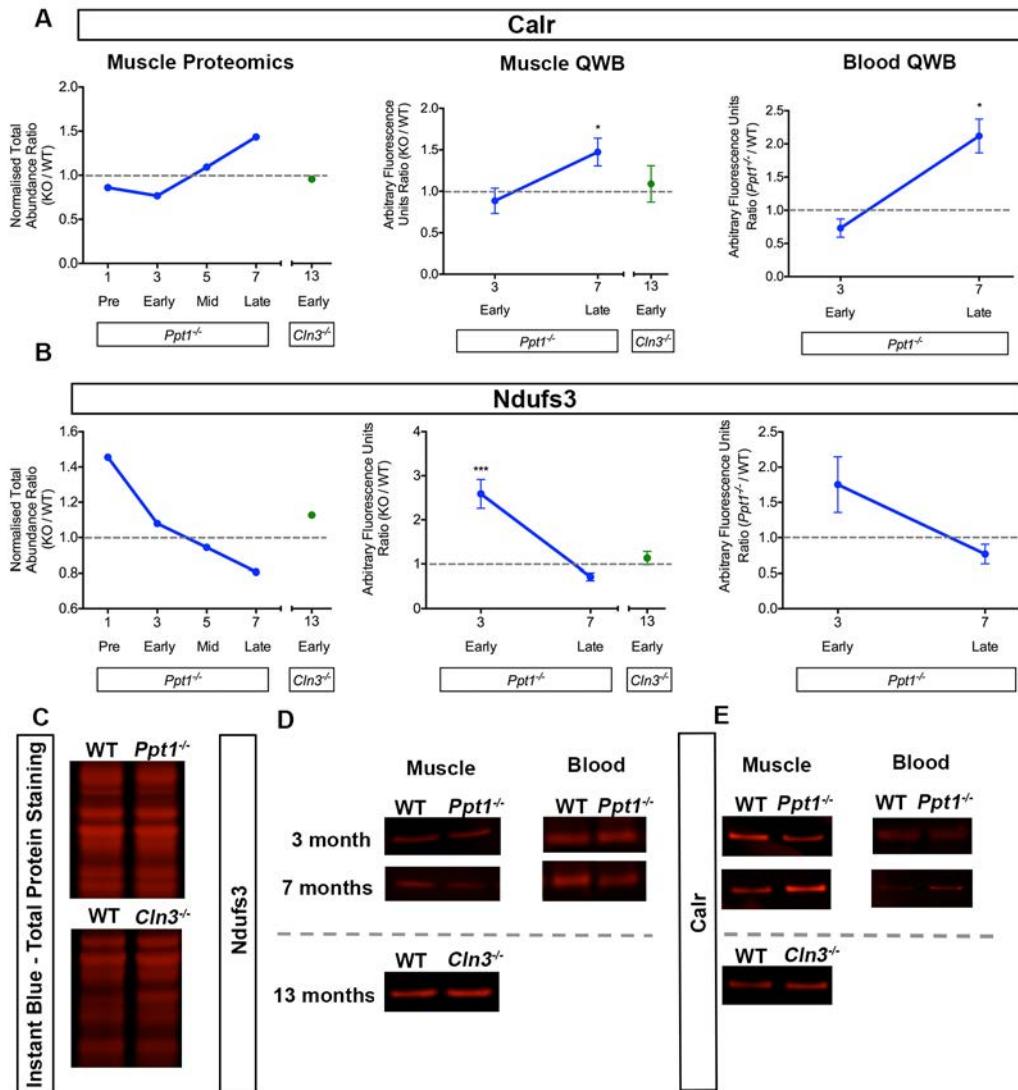 A
Calr
Muscle Proteomics
Normalised Total
Abundance Ratio
(KO / WT)
2.0
1.5
1.0
0.5
0.0
1 3 5 7 13
Pre Early Mid Late Early
Ppt1-/- Cln3-/-
Muscle QWB
Arbitrary Fluorescence
Units Ratio (KO / WT)
2.0
1.5
1.0
0.5
0.0
*
3 7 13
Early Late Early
Ppt1-/- Cln3-/-
Blood QWB
Arbitrary Fluorescence Units
Ratio (Ppt1-/- / WT)
2.5
2.0
1.5
1.0
0.5
0.0
*
3 7
Early Late
Ppt1-/-
B
Ndufs3
Normalised Total
Abundance Ratio
(KO / WT)
1.6
1.4
1.2
1.0
0.8
0.6
1 3 5 7 13
Pre Early Mid Late Early
Ppt1-/- Cln3-/-
Arbitrary Fluorescence Units
Ratio (KO / WT)
4
3
2
1
0
***
3 7 13
Early Late Early
Ppt1-/- Cln3-/-
Arbitrary Fluorescence Units
Ratio (Ppt1-/- / WT)
2.5
2.0
1.5
1.0
0.5
0.0
3 7
Early Late
Ppt1-/-
C
Instant Blue - Total Protein Staining
WT Ppt1-/-
WT Cln3-/-
D
Ndufs3
Muscle Blood
WT Ppt1-/- WT Ppt1-/-
3 month
7 months
WT Cln3-/-
13 months
E
Calr
Muscle Blood
WT Ppt1-/- WT Ppt1-/-
WT Cln3-/-